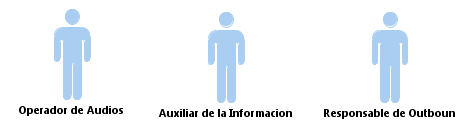 Operador de Audios
Auxiliar de la Informacion
Responsable de Outboun